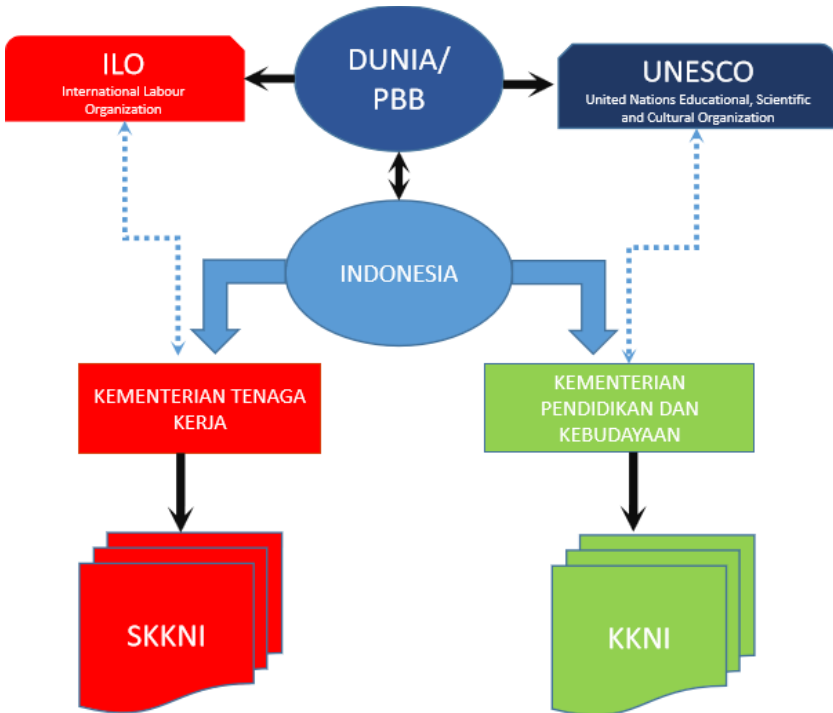 ILO
International Labour
Organization
DUNIA/
PBB
UNESCO
United Nations Educational, Scientific
and Cultural Organization
INDONESIA
KEMENTERIAN TENAGA
KERJA
KEMENTERIAN
PENDIDIKAN DAN
KEBUDAYAAN
SKKNI
KKNI